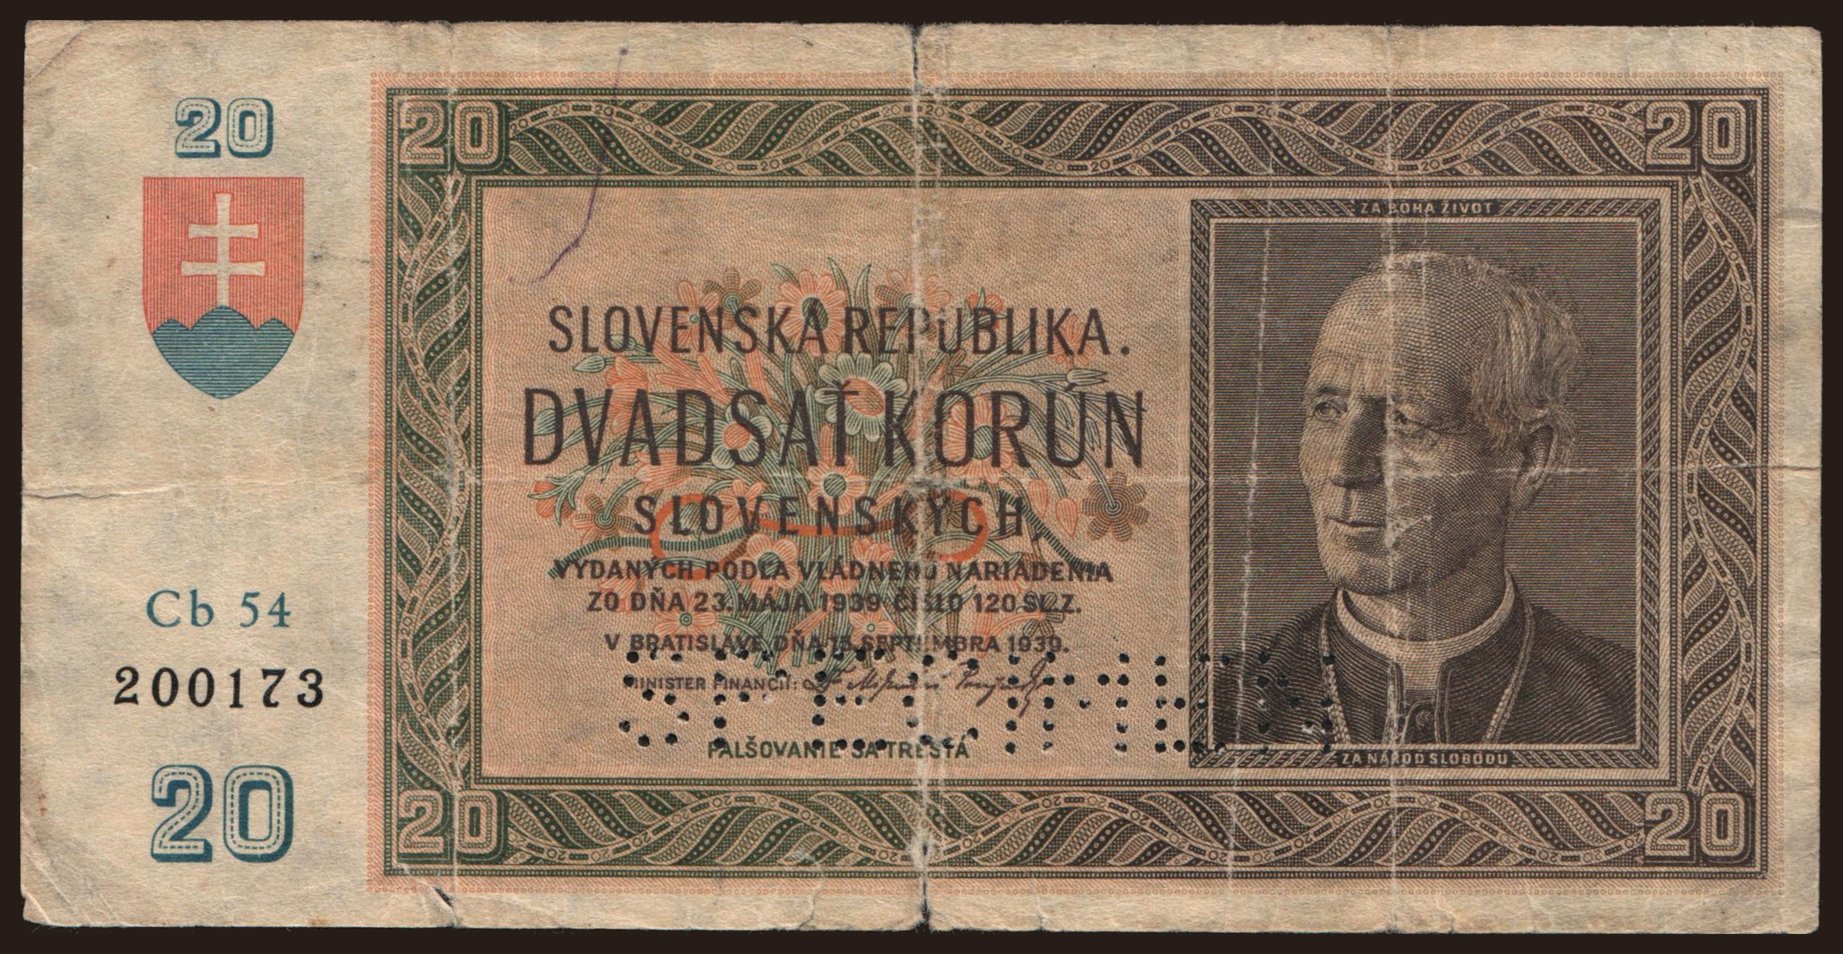 20
20
20
ZA BOHA ŽIVOT
SLOVENSKÁ REPUBLIKA.
DVADSAŤ KORÚN
SLOVENSKÝCH,
VYDANÝCH PODĽA VLÁDNEHO NARIADENIA
ZO DŇA 23. MÁJA 1939 ČÍSLO 120 SL. Z.
V BRATISLAVE, DŇA 15. SEPTEMBRA 1939.
MINISTER FINANCIÍ:
SPECIMEN
FALŠOVANIE SA TRESTÁ
ZA NÁROD SLOBODU
Cb 54
200173
20
20
20